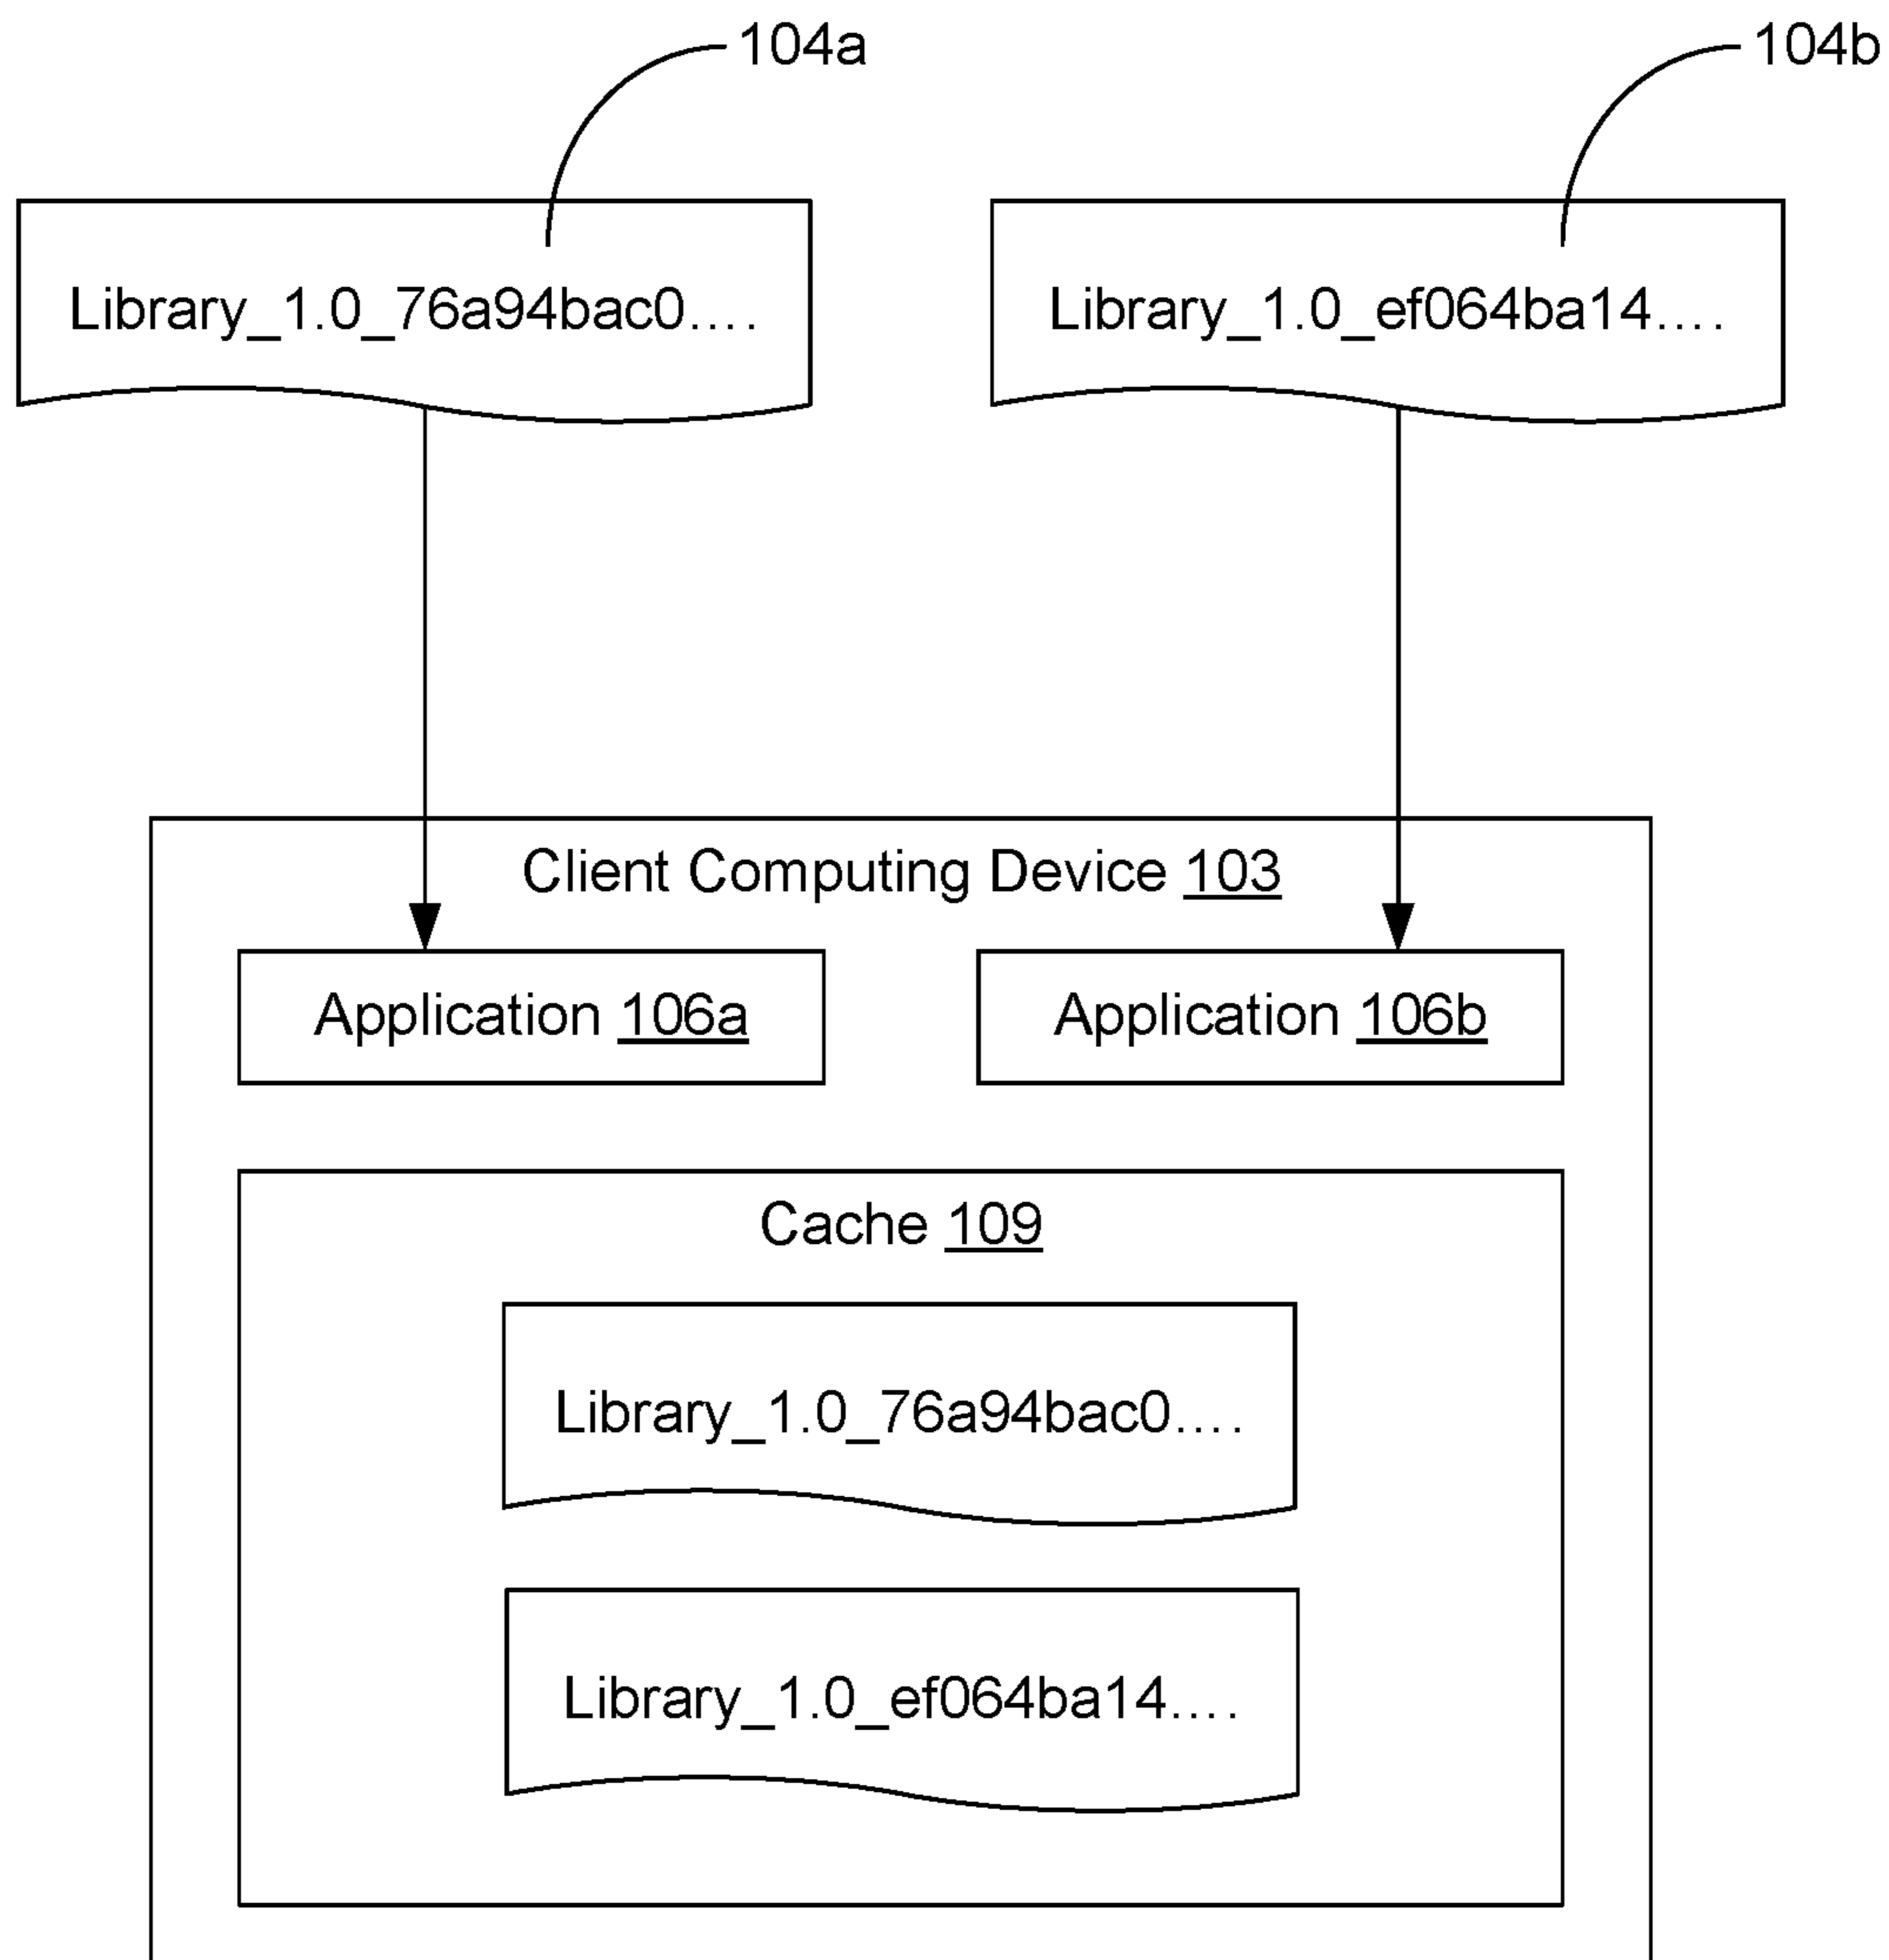 104a
104b
Library_1.0_76a94bac0....
Library_1.0_ef064ba14....
Client Computing Device 103
Application 106a
Application 106b
Cache 109
Library_1.0_76a94bac0....
Library_1.0_ef064ba14....